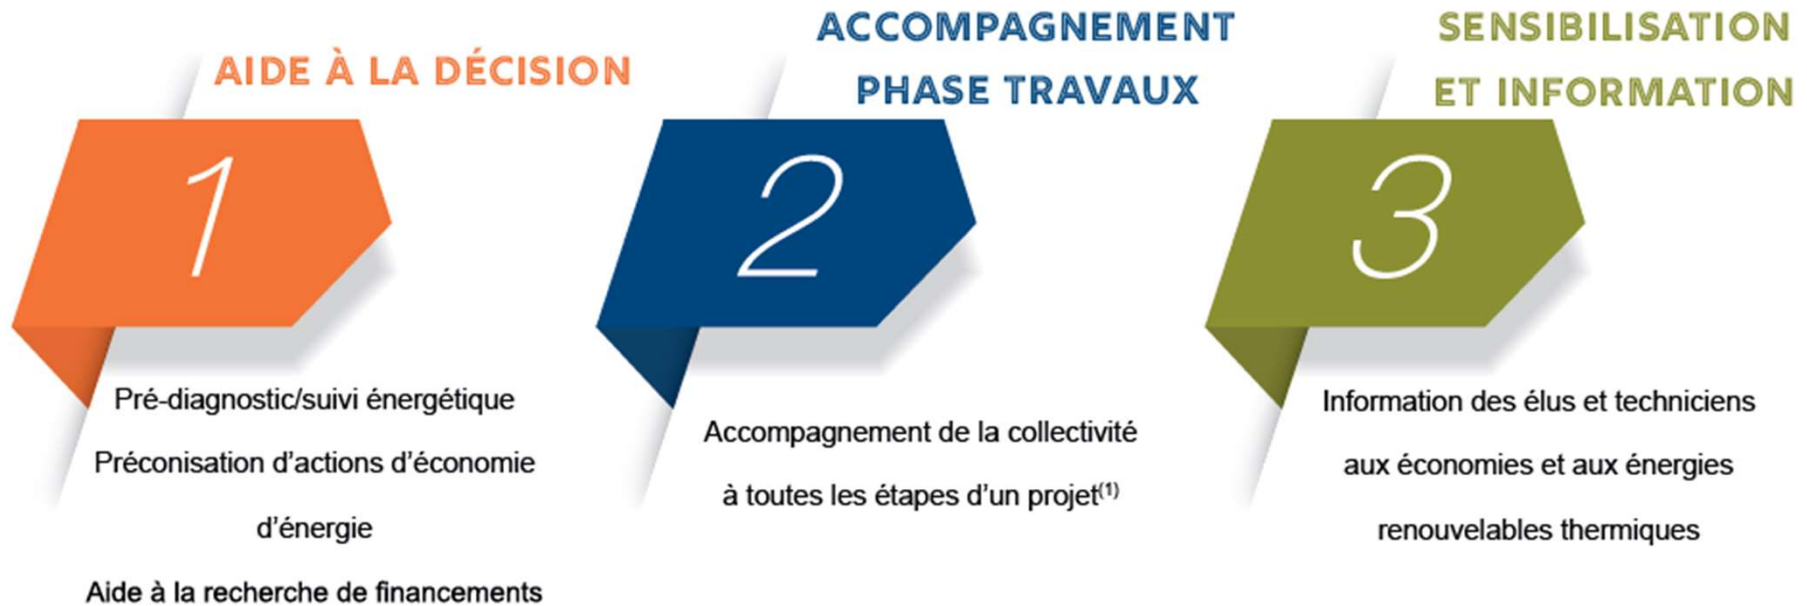 AIDE À LA DÉCISION
1
Pré-diagnostic/suivi énergétique
Préconisation d'actions d'économie
d'énergie
Aide à la recherche de financements
ACCOMPAGNEMENT
PHASE TRAVAUX
2
Accompagnement de la collectivité
à toutes les étapes d'un projet(1)
SENSIBILISATION
ET INFORMATION
3
Information des élus et techniciens
aux économies et aux énergies
renouvelables thermiques